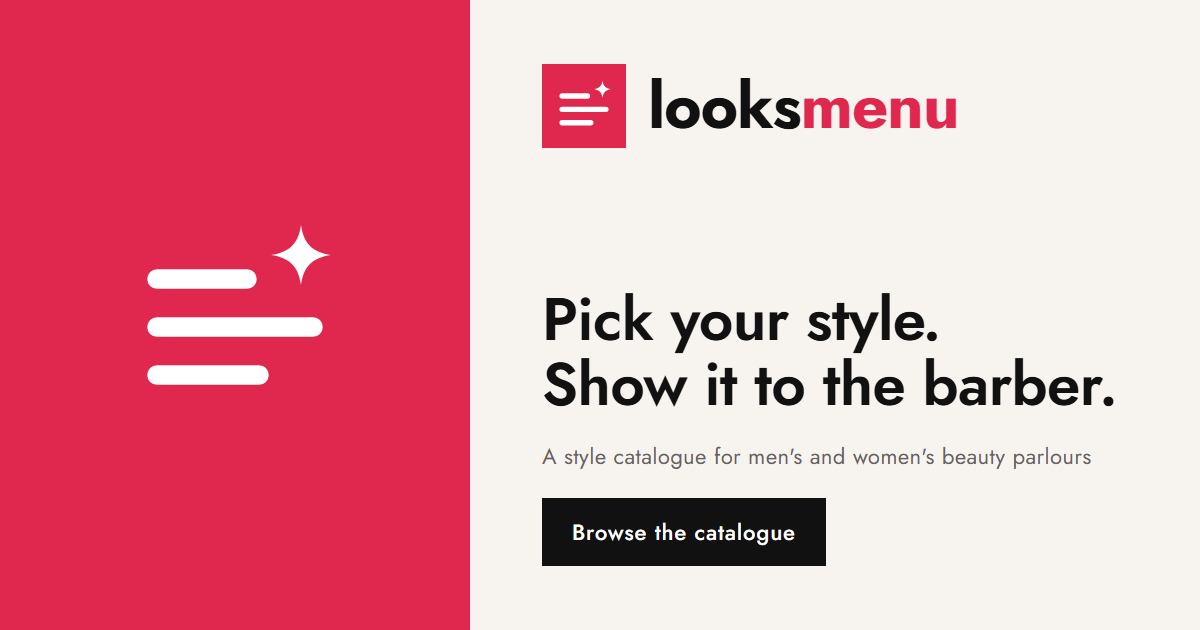 looksmenu
Pick your style.
Show it to the barber.
A style catalogue for men's and women's beauty parlours
Browse the catalogue